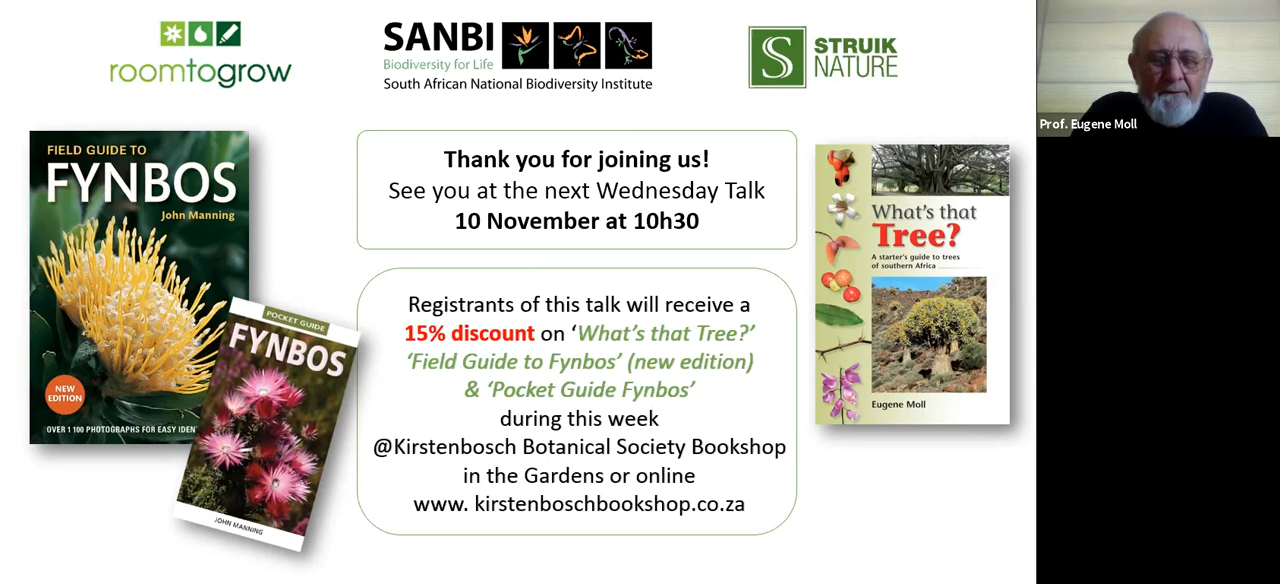 roomtogrow
SANBI
Biodiversity for Life
South African National Biodiversity Institute
S STRUIK
NATURE
Prof. Eugene Moll
FIELD GUIDE TO
FYNBOS
John Manning
NEW
EDITION
OVER 1 100 PHOTOGRAPHS FOR EASY IDEN
POCKET GUIDE
FYNBOS
JOHN MANNING
Thank you for joining us!
See you at the next Wednesday Talk
10 November at 10h30
Registrants of this talk will receive a
15% discount on ‘What’s that Tree?’
‘Field Guide to Fynbos’ (new edition)
& ‘Pocket Guide Fynbos’
during this week
@Kirstenbosch Botanical Society Bookshop
in the Gardens or online
www. kirstenboschbookshop.co.za
What's that
Tree?
A starter's guide to trees
of southern Africa
Eugene Moll